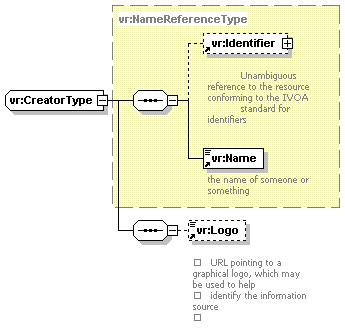 vr:NameReferenceType
vr:Identifier
Unambiguous
reference to the resource
conforming to the IVOA
standard for
identifiers
vr:CreatorType
vr:Name
the name of someone or
something
vr:Logo
URL pointing to a
graphical logo, which may
be used to help
identify the information
source